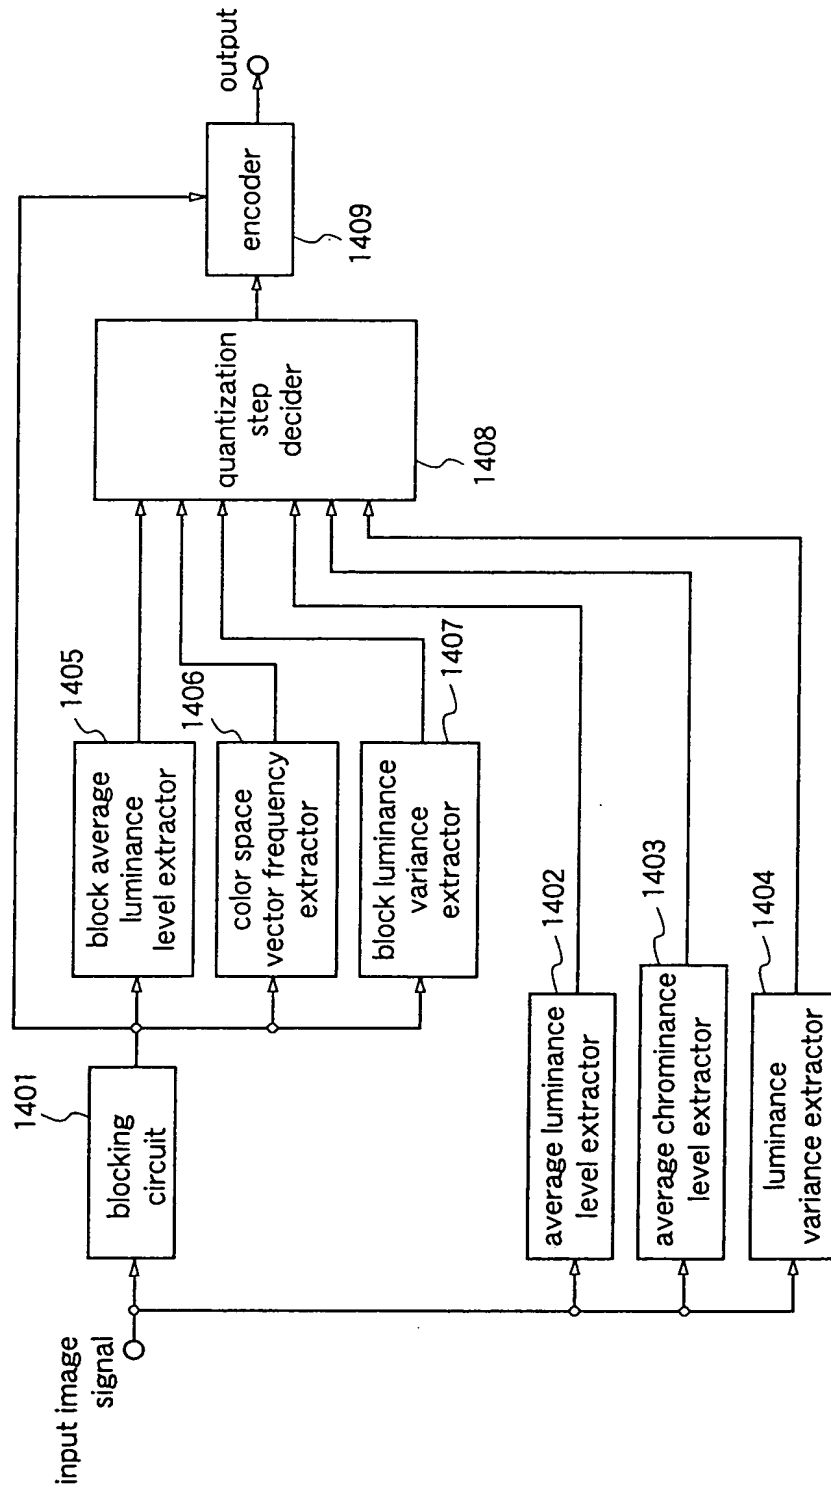 input image
signal
1401
blocking
circuit
block average
luminance
level extractor
1405
color space
vector frequency
extractor
1406
block luminance
variance
extractor
1407
average luminance
level extractor
1402
average chrominance
level extractor
1403
luminance
variance extractor
1404
quantization
step
decider
1408
encoder
1409
output